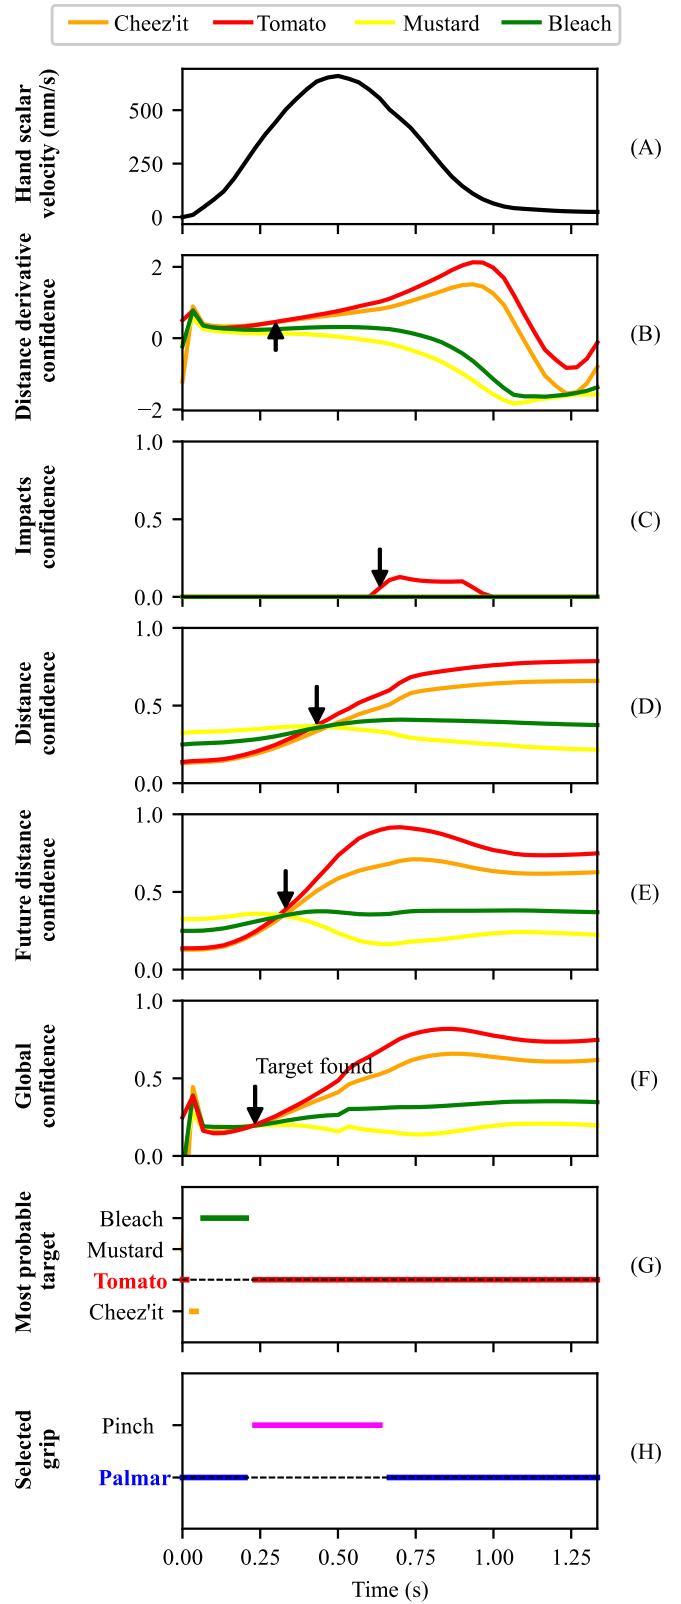 Cheez'it Tomato Mustard Bleach
Hand scalar
velocity (mm/s)
500
250
0
(A)
Distance derivative
confidence
2
0
−2
(B)
Impacts
confidence
1.0
0.5
0.0
(C)
Distance
confidence
1.0
0.5
0.0
(D)
Future distance
confidence
1.0
0.5
0.0
(E)
Global
confidence
1.0
0.5
0.0
Target found
(F)
Most probable
target
Bleach
Mustard
Tomato
Cheez'it
(G)
Selected
grip
Pinch
Palmar
(H)
0.00 0.25 0.50 0.75 1.00 1.25
Time (s)